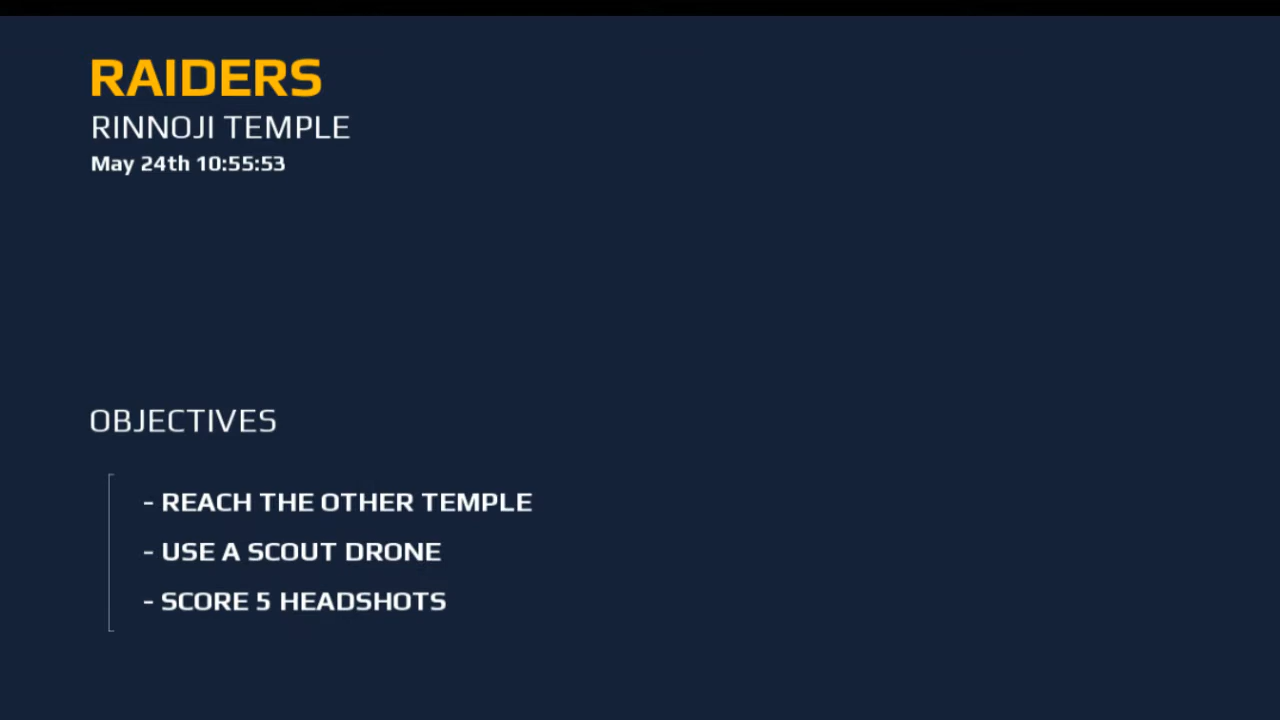 RAIDERS
RINNOJI TEMPLE
May 24th 10:55:53
OBJECTIVES
- REACH THE OTHER TEMPLE
- USE A SCOUT DRONE
- SCORE 5 HEADSHOTS